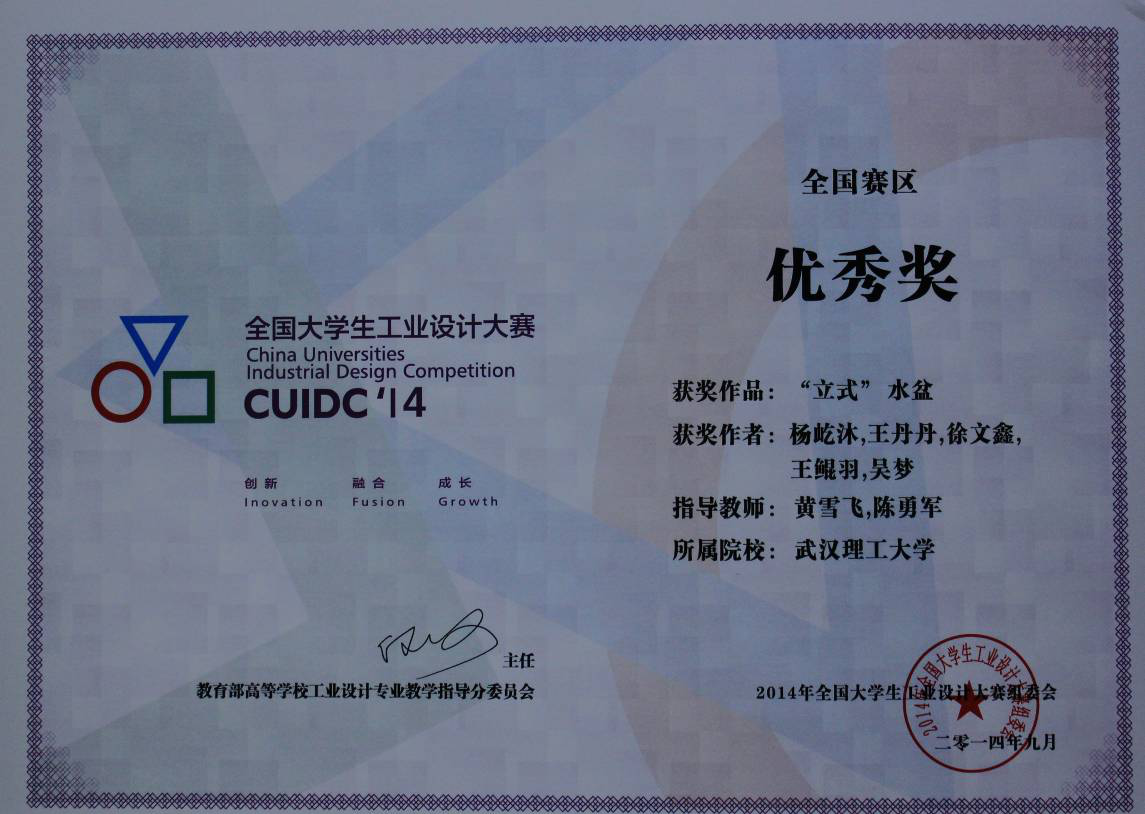 全国大学生工业设计大赛
China Universities
Industrial Design Competition
CUIDC '14
创新 融合 成长
Inovation Fusion Growth
主任
教育部高等学校工业设计专业教学指导分委员会
全国赛区
优秀奖
获奖作品：“立式” 水盆
获奖作者：杨屹沐,王丹丹,徐文鑫,
王鲲羽,吴梦
指导教师：黄雪飞,陈勇军
所属院校：武汉理工大学
2014年全国大学生工业设计大赛组委会
二零一四年九月
2014年全国大学生工业设计大赛组委会